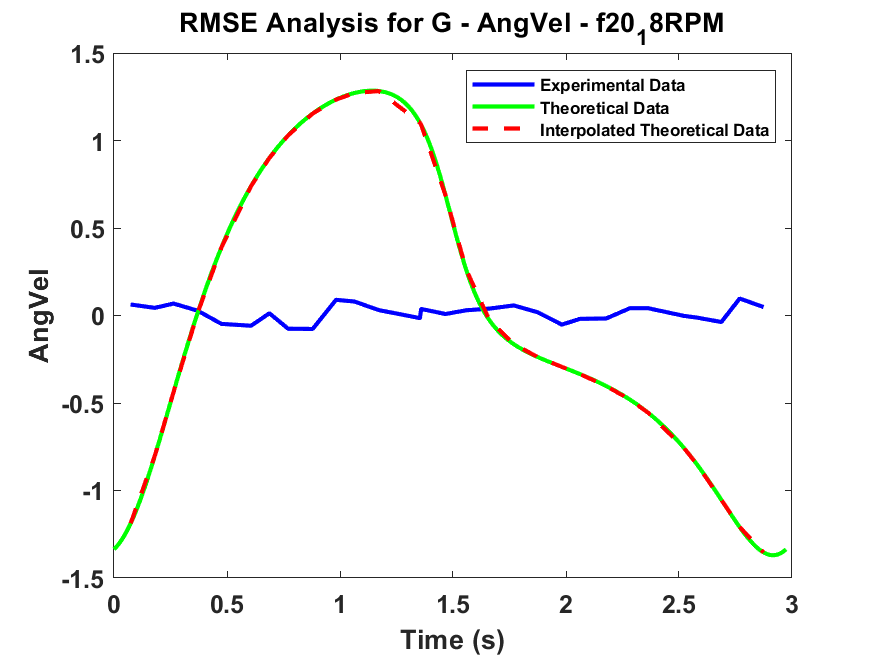 RMSE Analysis for G - AngVel - f20₁8RPM
1.5
1
0.5
0
-0.5
-1
-1.5
AngVel
Experimental Data
Theoretical Data
Interpolated Theoretical Data
0 0.5 1 1.5 2 2.5 3
Time (s)